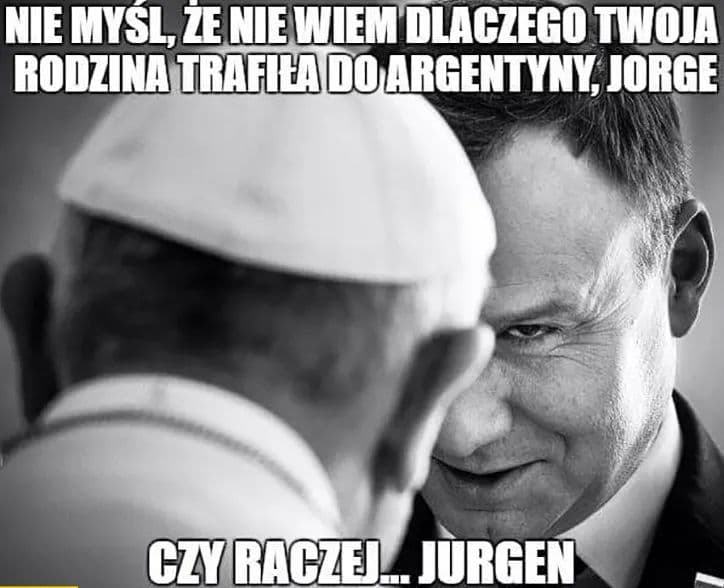 NIE MYŚL, ŻE NIE WIEM DLACZEGO TWOJA
RODZINA TRAFIŁA DO ARGENTYNY, JORGE
CZY RACZEJ... JURGEN